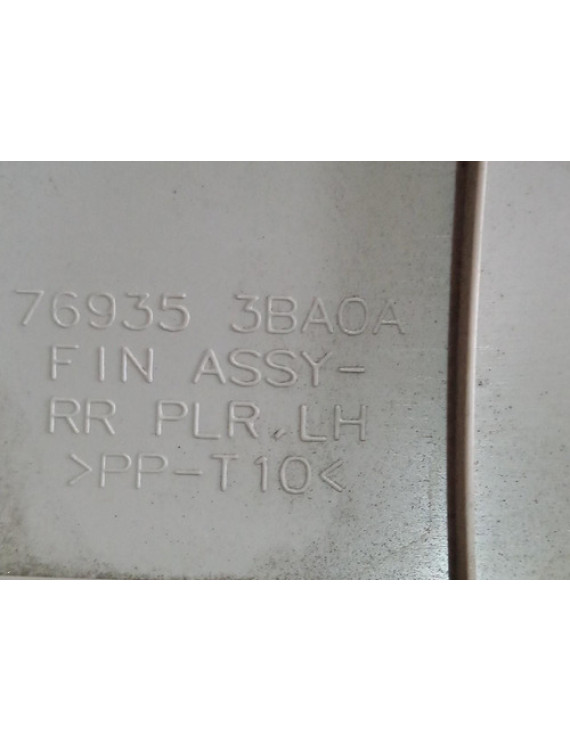 76935 3BA0A
FIN ASSY-
RR PLR, LH
>PP-T10<